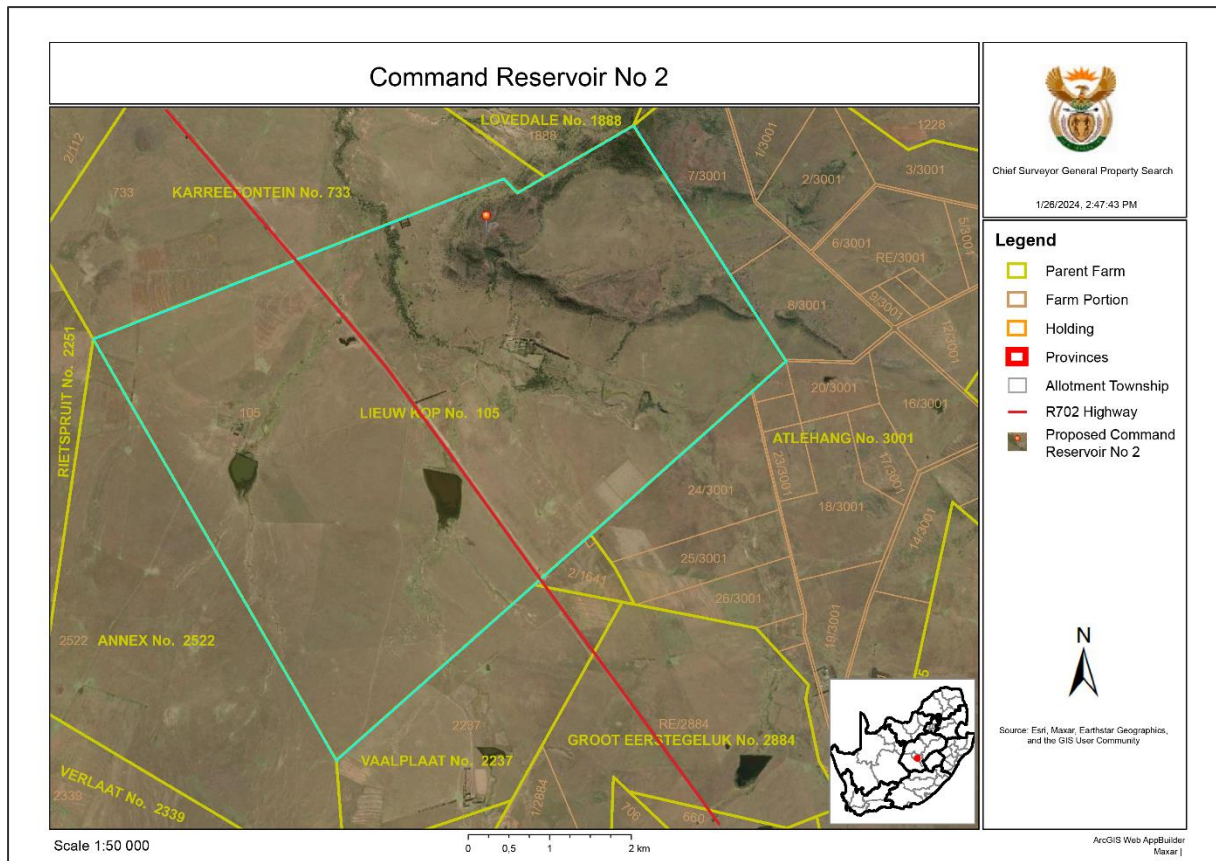 Command Reservoir No 2
LOVEDALE No. 1888
1888
1228
2/112
733
KARREEFONTEIN No. 733
7/3001
1/3001
2/3001
3/3001
5/3001
6/3001
RE/3001
9/3001
8/3001
12/3001
RIETSPRUIT No. 2251
105
LIEUW KOP No. 105
20/3001
16/3001
ATLEHANG No. 3001
23/3001
17/3001
24/3001
18/3001
14/3001
25/3001
2/1641
26/3001
19/3001
2522
ANNEX No. 2522
5
2237
VAALPLAAT No. 2237
RE/2884
GROOT EERSTEGELUK No. 2884
2339
VERLAAT No. 2339
1/2884
706
660
Chief Surveyor General Property Search
1/26/2024, 2:47:43 PM
Legend
Parent Farm
Farm Portion
Holding
Provinces
Allotment Township
R702 Highway
Proposed Command
Reservoir No 2
N
Source: Esri, Maxar, Earthstar Geographics,
and the GIS User Community
Scale 1:50 000
0 0,5 1 2 km
ArcGIS Web AppBuilder
Maxar |